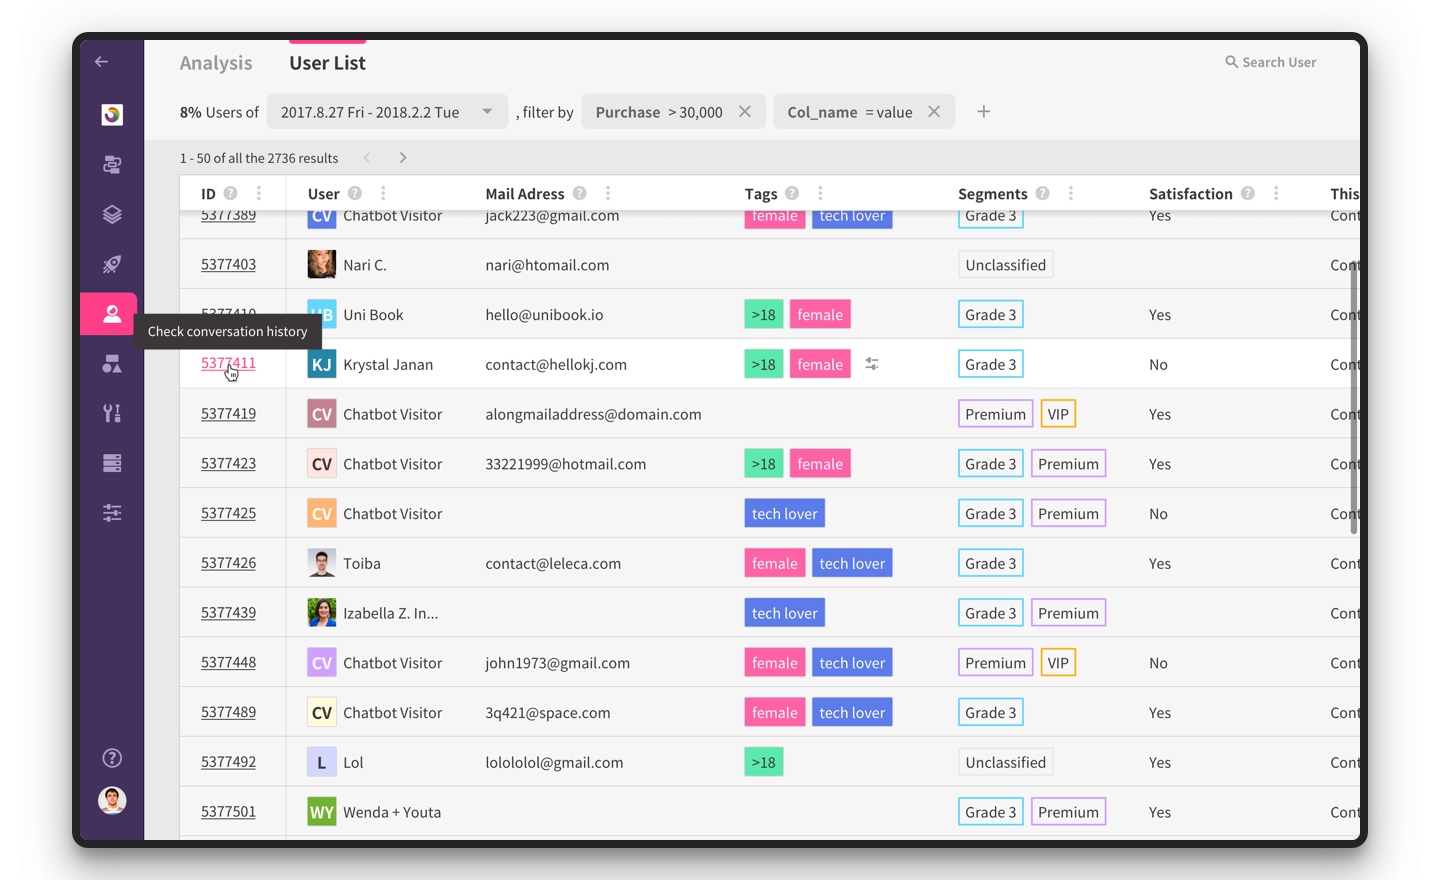 Analysis User List Search User
8% Users of 2017.8.27 Fri - 2018.2.2 Tue , filter by Purchase > 30,000 Col_name = value
1 - 50 of all the 2736 results
ID User Mail Adress Tags Segments Satisfaction This
5377389 CV Chatbot Visitor jack223@gmail.com female tech lover Grade 3 Yes Cont
5377403 Nari C. nari@htomail.com Unclassified Cont
5377410 Uni Book hello@unibook.io >18 female Grade 3 Yes Cont
Check conversation history
5377411 KJ Krystal Janan contact@hellokj.com >18 female Grade 3 No Cont
5377419 CV Chatbot Visitor alongmailaddress@domain.com Premium VIP Yes Cont
5377423 CV Chatbot Visitor 33221999@hotmail.com >18 female Grade 3 Premium Yes Cont
5377425 CV Chatbot Visitor tech lover Grade 3 Premium No Cont
5377426 Toiba contact@leleca.com female tech lover Grade 3 Yes Cont
5377439 Izabella Z. In... tech lover Grade 3 Premium Cont
5377448 CV Chatbot Visitor john1973@gmail.com female tech lover Premium VIP No Cont
5377489 CV Chatbot Visitor 3q421@space.com female tech lover Grade 3 Yes Cont
5377492 L Lol lolololol@gmail.com >18 Unclassified Yes Cont
5377501 WY Wenda + Youta Grade 3 Premium Yes Cont